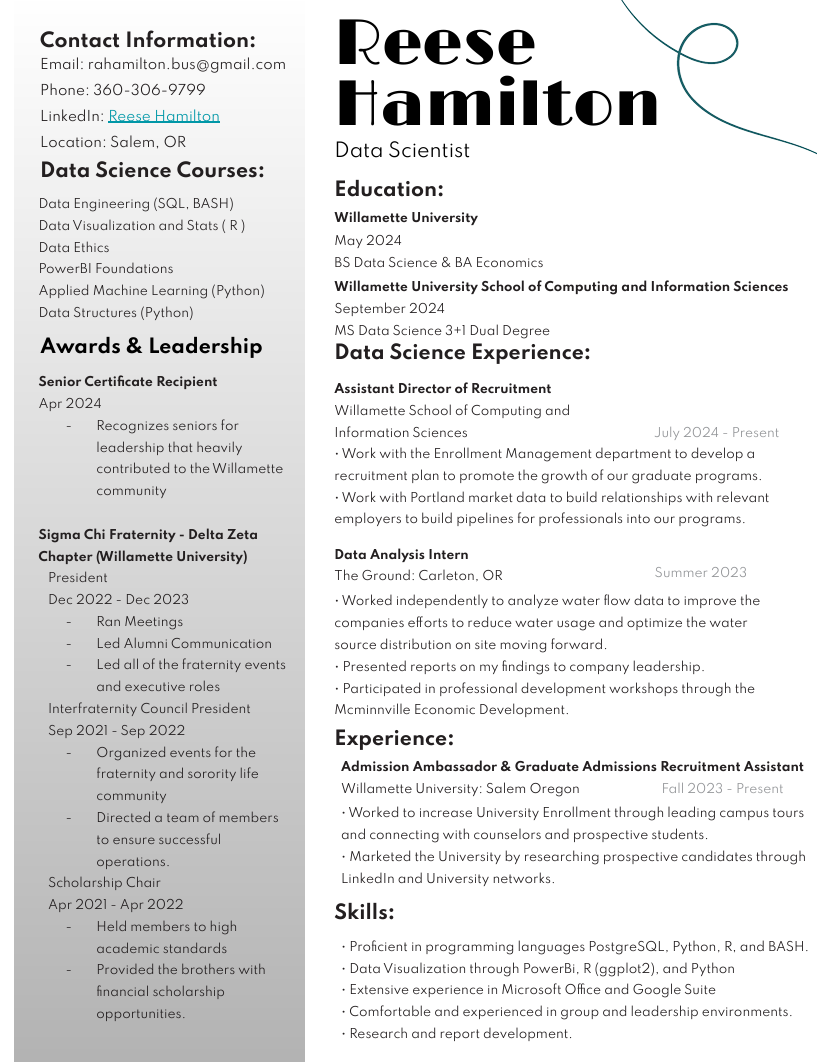 Contact Information:
Email: rahamilton.bus@gmail.com
Phone: 360-306-9799
LinkedIn: Reese Hamilton
Location: Salem, OR
Data Science Courses:
Data Engineering (SQL, BASH)
Data Visualization and Stats ( R )
Data Ethics
PowerBI Foundations
Applied Machine Learning (Python)
Data Structures (Python)
Awards & Leadership
Senior Certificate Recipient
Apr 2024
- Recognizes seniors for
leadership that heavily
contributed to the Willamette
community
Sigma Chi Fraternity - Delta Zeta
Chapter (Willamette University)
President
Dec 2022 - Dec 2023
- Ran Meetings
- Led Alumni Communication
- Led all of the fraternity events
and executive roles
Interfraternity Council President
Sep 2021 - Sep 2022
- Organized events for the
fraternity and sorority life
community
- Directed a team of members
to ensure successful
operations.
Scholarship Chair
Apr 2021 - Apr 2022
- Held members to high
academic standards
- Provided the brothers with
financial scholarship
opportunities.
Reese
Hamilton
Data Scientist
Education:
Willamette University
May 2024
BS Data Science & BA Economics
Willamette University School of Computing and Information Sciences
September 2024
MS Data Science 3+1 Dual Degree
Data Science Experience:
Assistant Director of Recruitment
Willamette School of Computing and
Information Sciences July 2024 - Present
• Work with the Enrollment Management department to develop a
recruitment plan to promote the growth of our graduate programs.
• Work with Portland market data to build relationships with relevant
employers to build pipelines for professionals into our programs.
Data Analysis Intern
The Ground: Carleton, OR Summer 2023
• Worked independently to analyze water flow data to improve the
companies efforts to reduce water usage and optimize the water
source distribution on site moving forward.
• Presented reports on my findings to company leadership.
• Participated in professional development workshops through the
Mcminnville Economic Development.
Experience:
Admission Ambassador & Graduate Admissions Recruitment Assistant
Willamette University: Salem Oregon Fall 2023 - Present
• Worked to increase University Enrollment through leading campus tours
and connecting with counselors and prospective students.
• Marketed the University by researching prospective candidates through
LinkedIn and University networks.
Skills:
• Proficient in programming languages PostgreSQL, Python, R, and BASH.
• Data Visualization through PowerBi, R (ggplot2), and Python
• Extensive experience in Microsoft Office and Google Suite
• Comfortable and experienced in group and leadership environments.
• Research and report development.